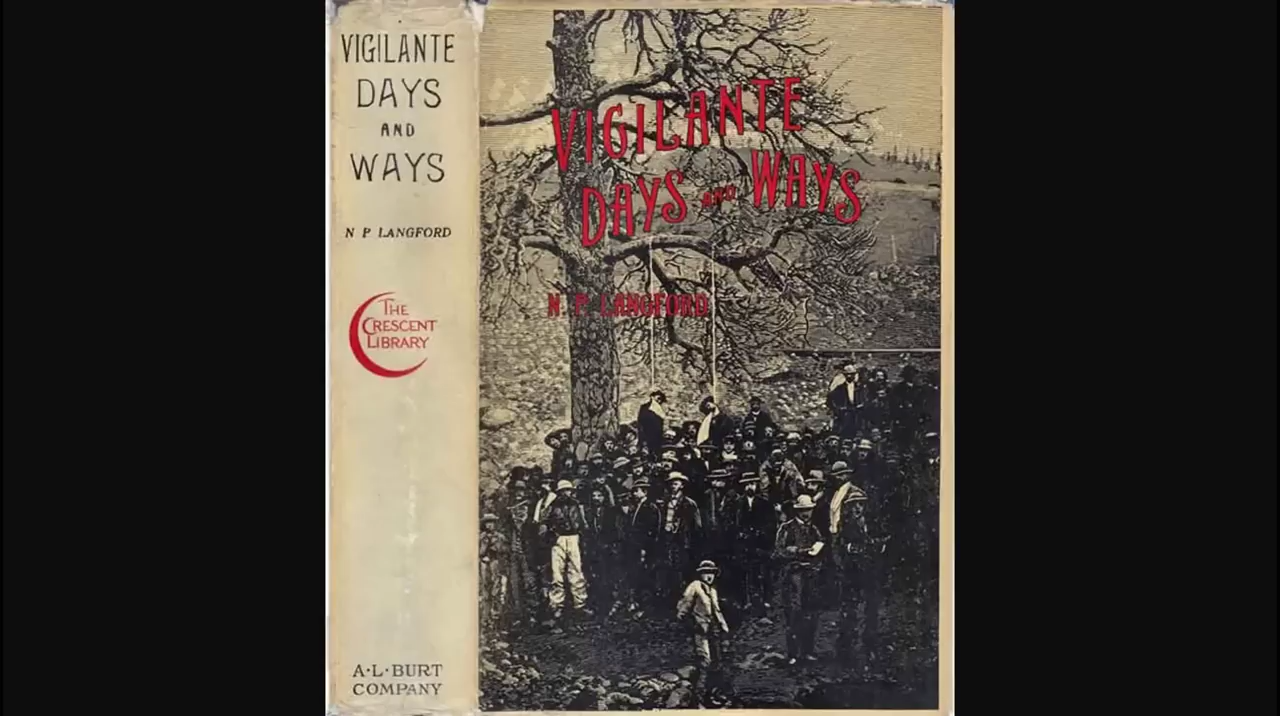 VIGILANTE
DAYS
AND
WAYS
N P LANGFORD
THE
CRESCENT
LIBRARY
A·L·BURT
COMPANY
VIGILANTE
DAYS AND WAYS
N. P. LANGFORD